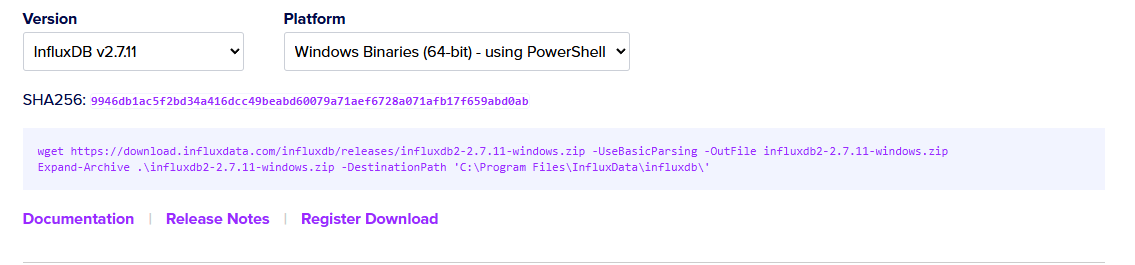 Version Platform
InfluxDB v2.7.11 Windows Binaries (64-bit) - using PowerShell
SHA256: 9946db1ac5f2bd34a416dcc49beabd60079a71aef6728a071afb17f659abd0ab
wget https://download.influxdata.com/influxdb/releases/influxdb2-2.7.11-windows.zip -UseBasicParsing -OutFile influxdb2-2.7.11-windows.zip
Expand-Archive .\influxdb2-2.7.11-windows.zip -DestinationPath 'C:\Program Files\InfluxData\influxdb\'
Documentation | Release Notes | Register Download